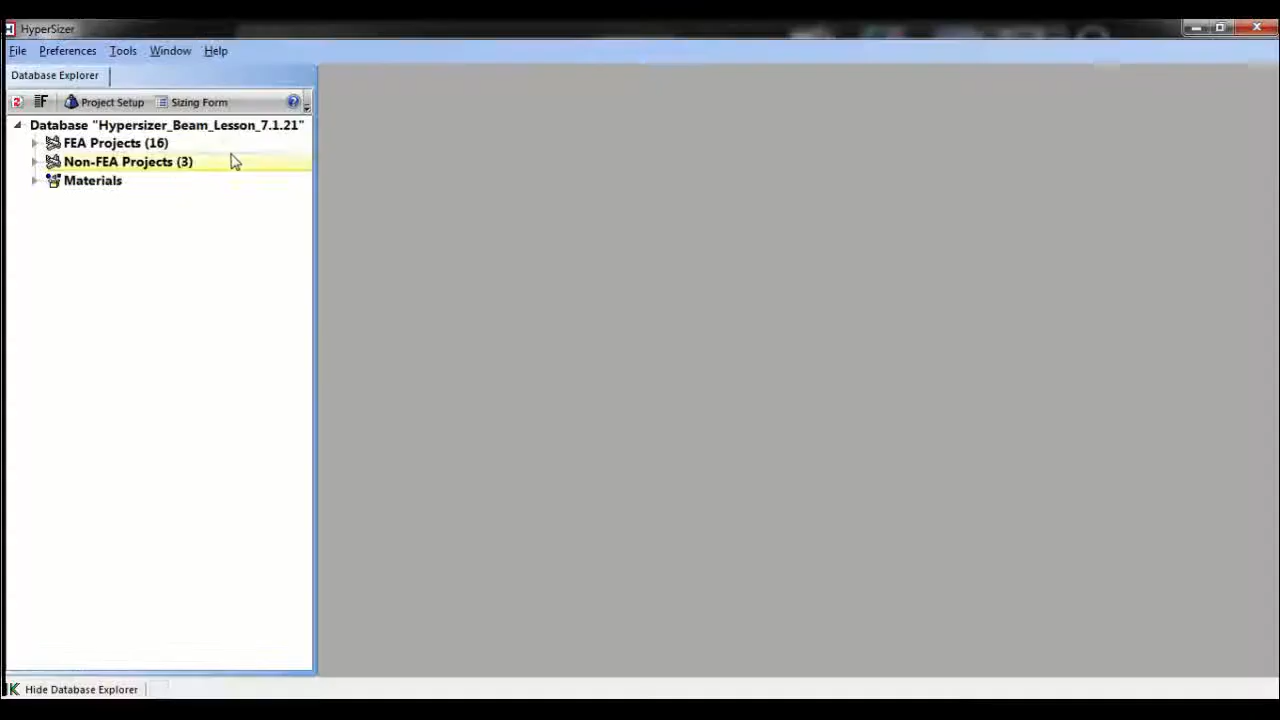 HyperSizer
File Preferences Tools Window Help
Database Explorer
Project Setup Sizing Form
Database "Hypersizer_Beam_Lesson_7.1.21"
FEA Projects (16)
Non-FEA Projects (3)
Materials
Hide Database Explorer